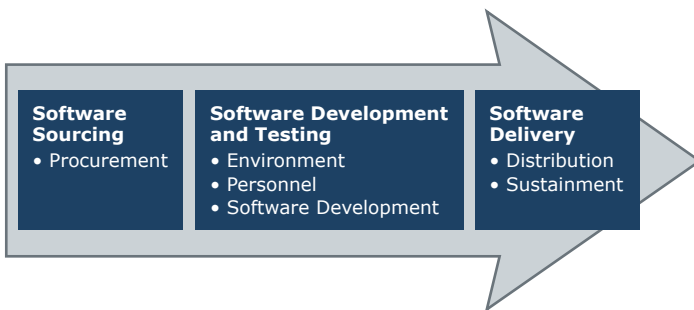 Software
Sourcing
• Procurement
Software Development
and Testing
• Environment
• Personnel
• Software Development
Software
Delivery
• Distribution
• Sustainment